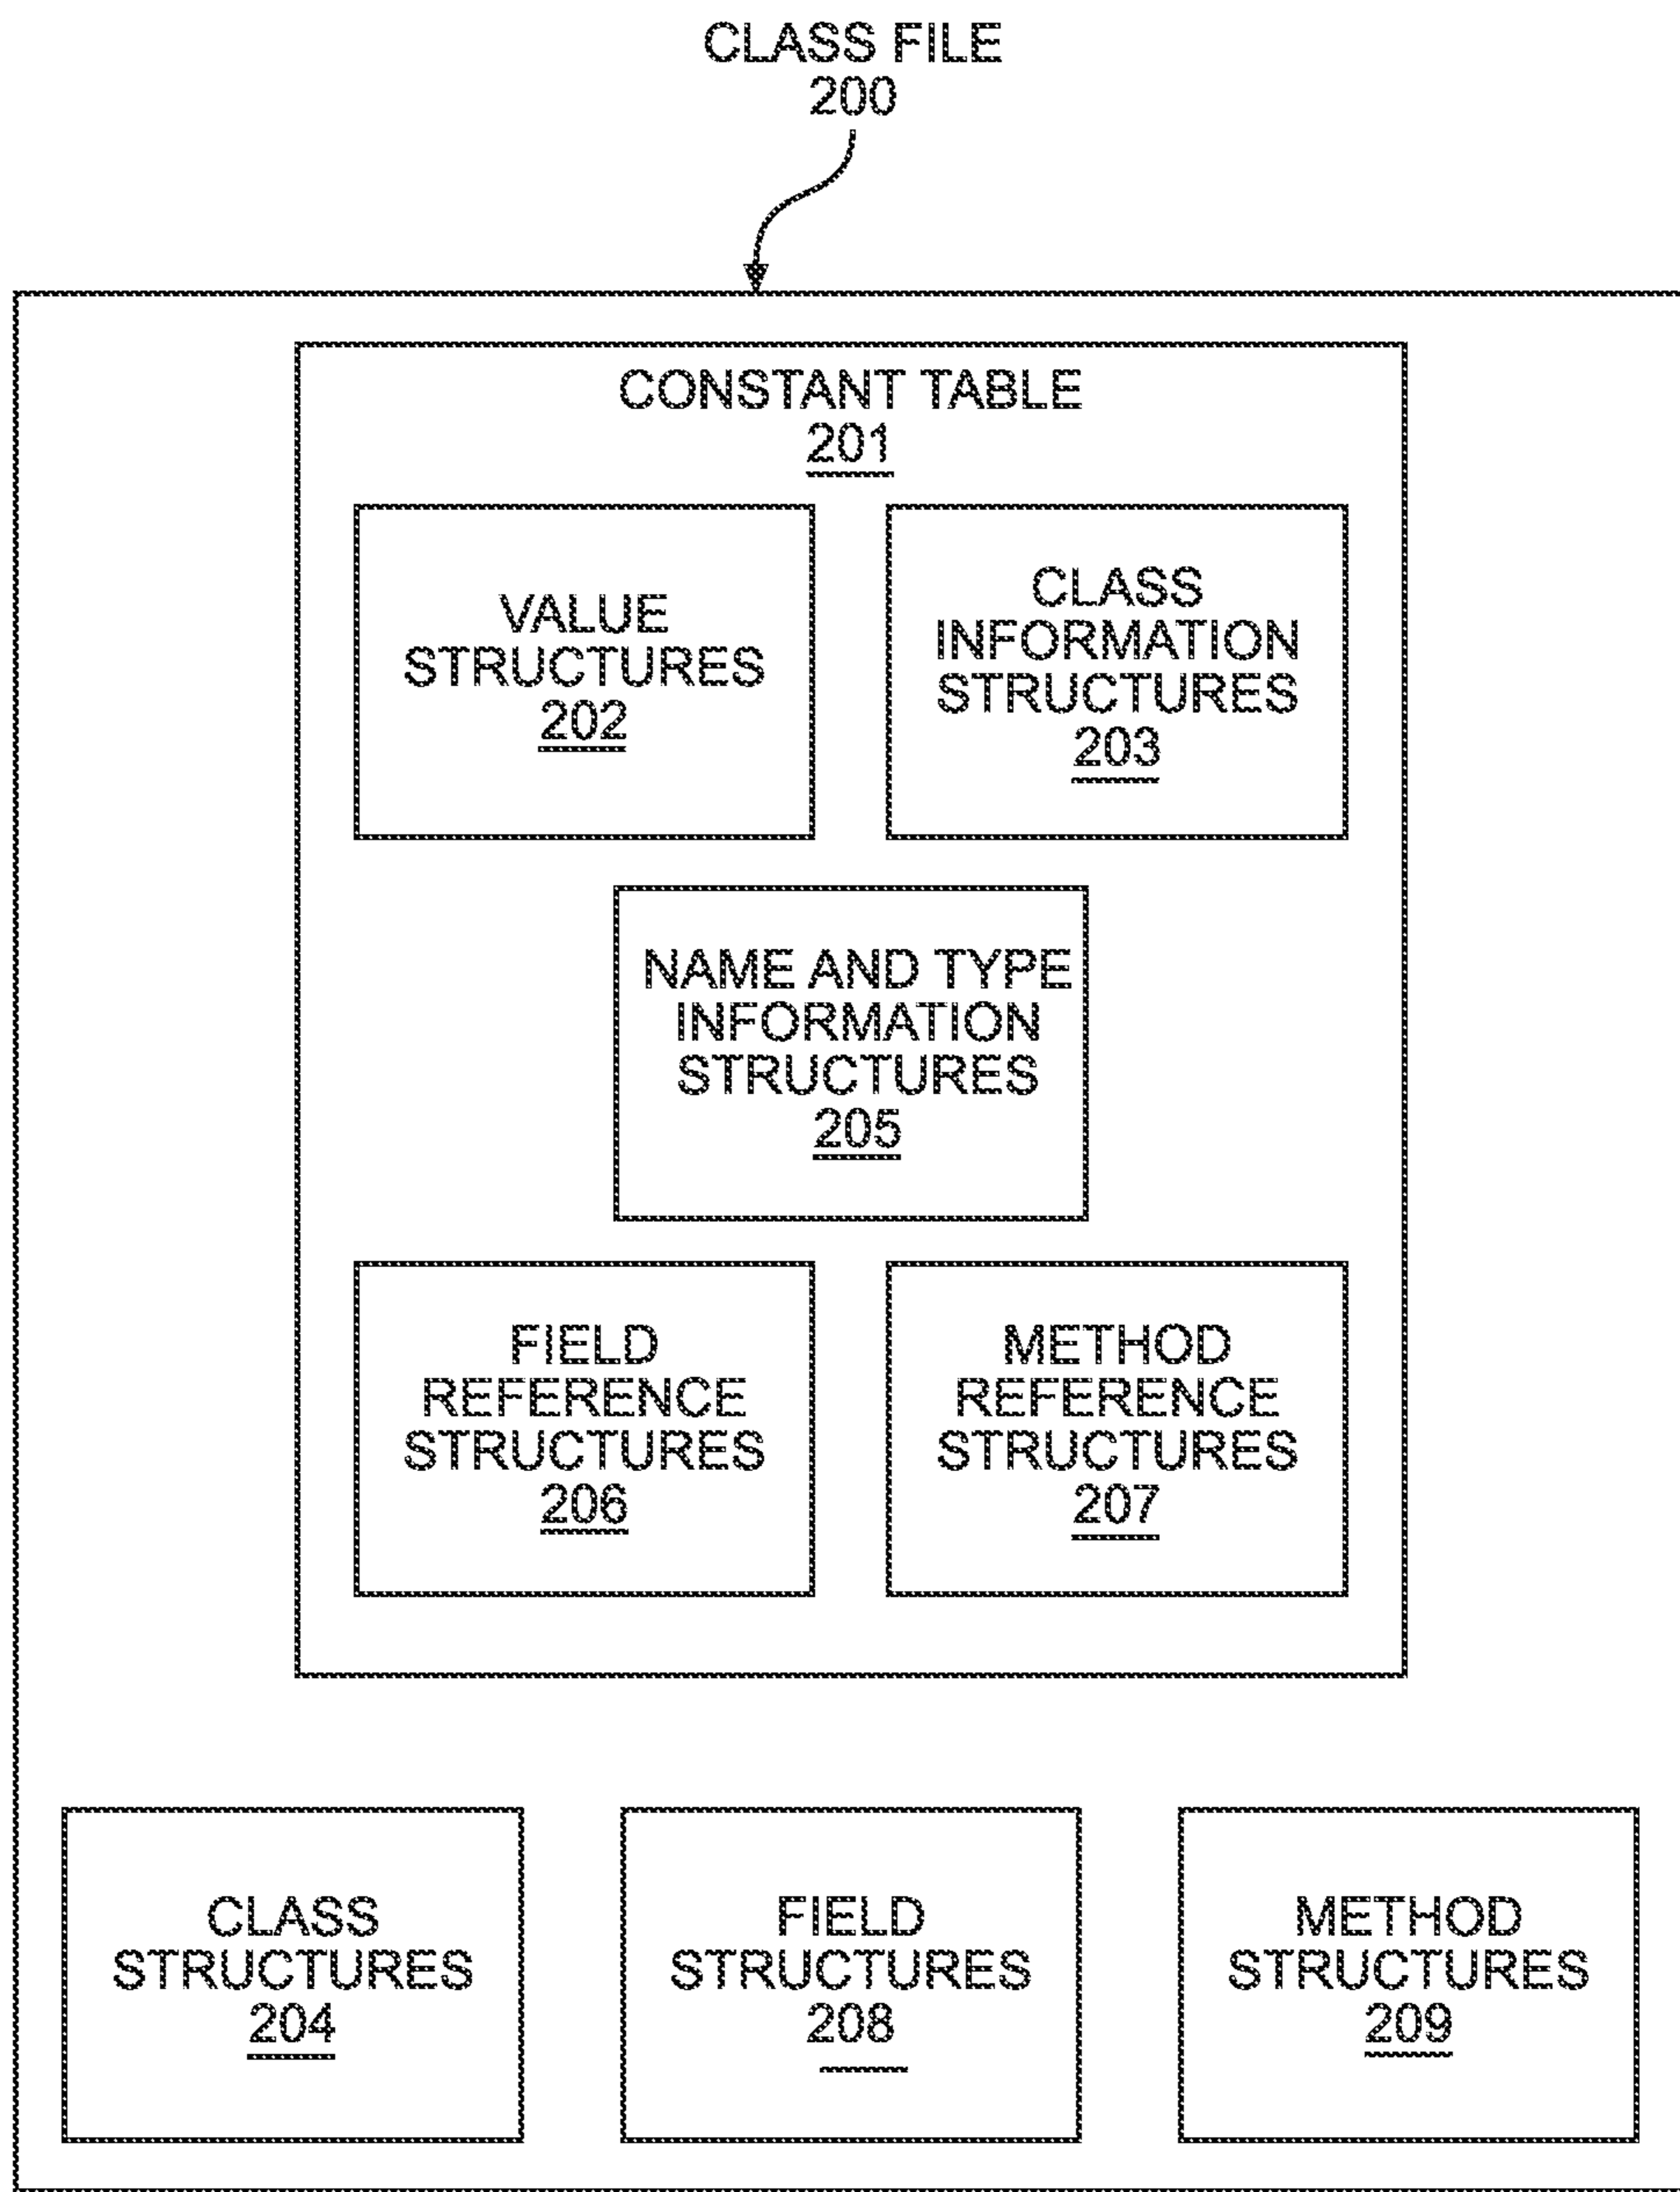 CLASS FILE
200
CONSTANT TABLE
201
VALUE
STRUCTURES
202
CLASS
INFORMATION
STRUCTURES
203
NAME AND TYPE
INFORMATION
STRUCTURES
205
FIELD
REFERENCE
STRUCTURES
206
METHOD
REFERENCE
STRUCTURES
207
CLASS
STRUCTURES
204
FIELD
STRUCTURES
208
METHOD
STRUCTURES
209